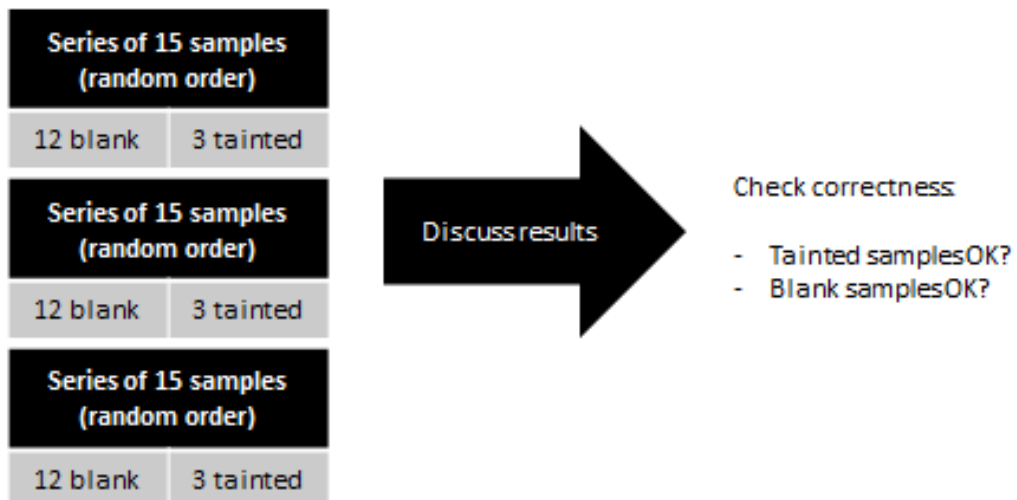 Series of 15 samples
(random order)
12 blank 3 tainted
Series of 15 samples
(random order)
12 blank 3 tainted
Series of 15 samples
(random order)
12 blank 3 tainted
Discuss results
Check correctness:
- Tainted samplesOK?
- Blank samplesOK?